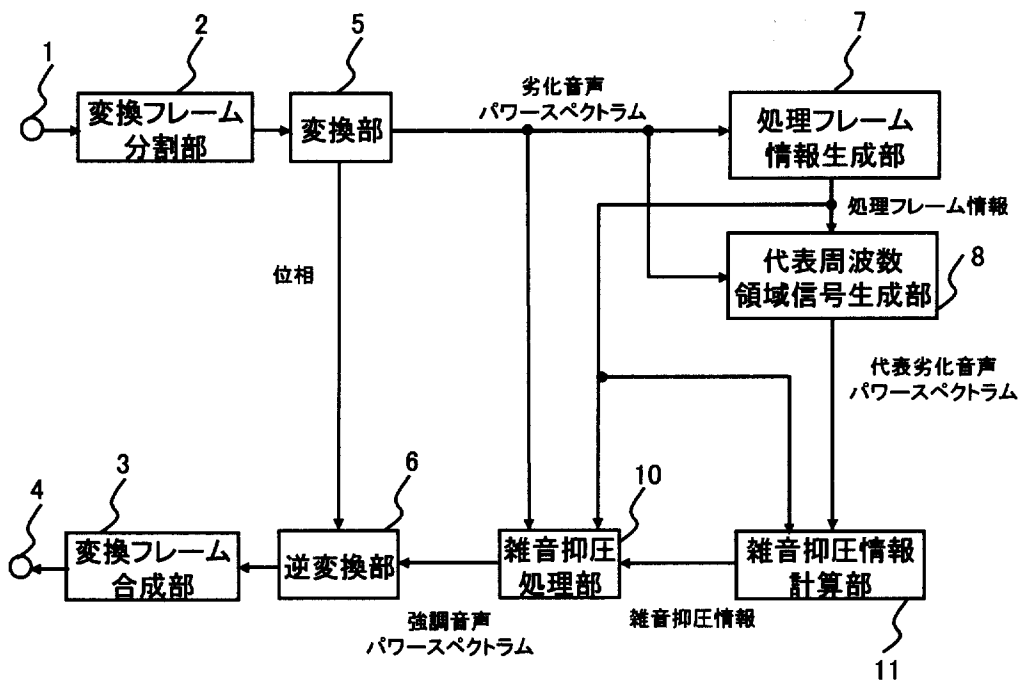 1
2
5
7
変換フレーム
分割部
変換部
劣化音声
パワースペクトラム
処理フレーム
情報生成部
処理フレーム情報
位相
代表周波数
領域信号生成部
8
代表劣化音声
パワースペクトラム
4
3
6
10
変換フレーム
合成部
逆変換部
雑音抑圧
処理部
雑音抑圧情報
計算部
強調音声
パワースペクトラム
雑音抑圧情報
11